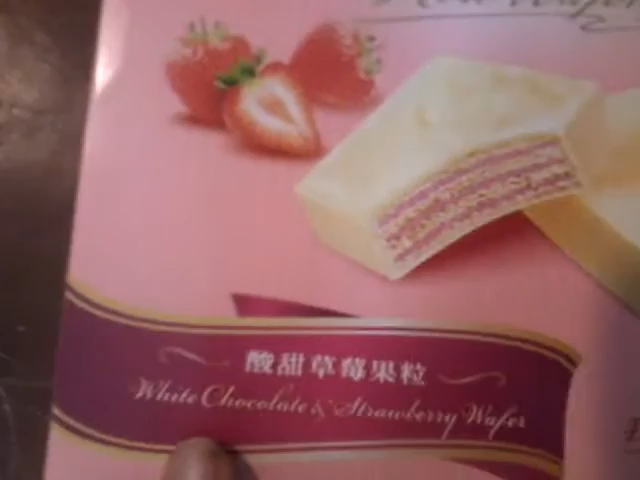 酸甜草莓果粒
White Chocolate & Strawberry Wafer